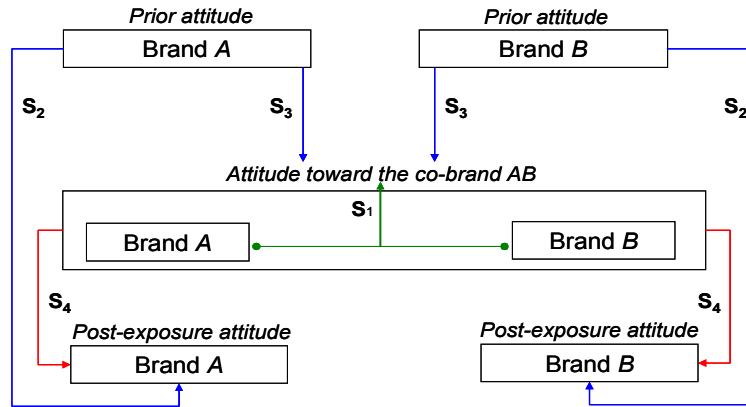 Prior attitude
Prior attitude
Brand A
Brand B
S2
S3
S3
S2
Attitude toward the co-brand AB
S1
Brand A
Brand B
S4
S4
Post-exposure attitude
Post-exposure attitude
Brand A
Brand B